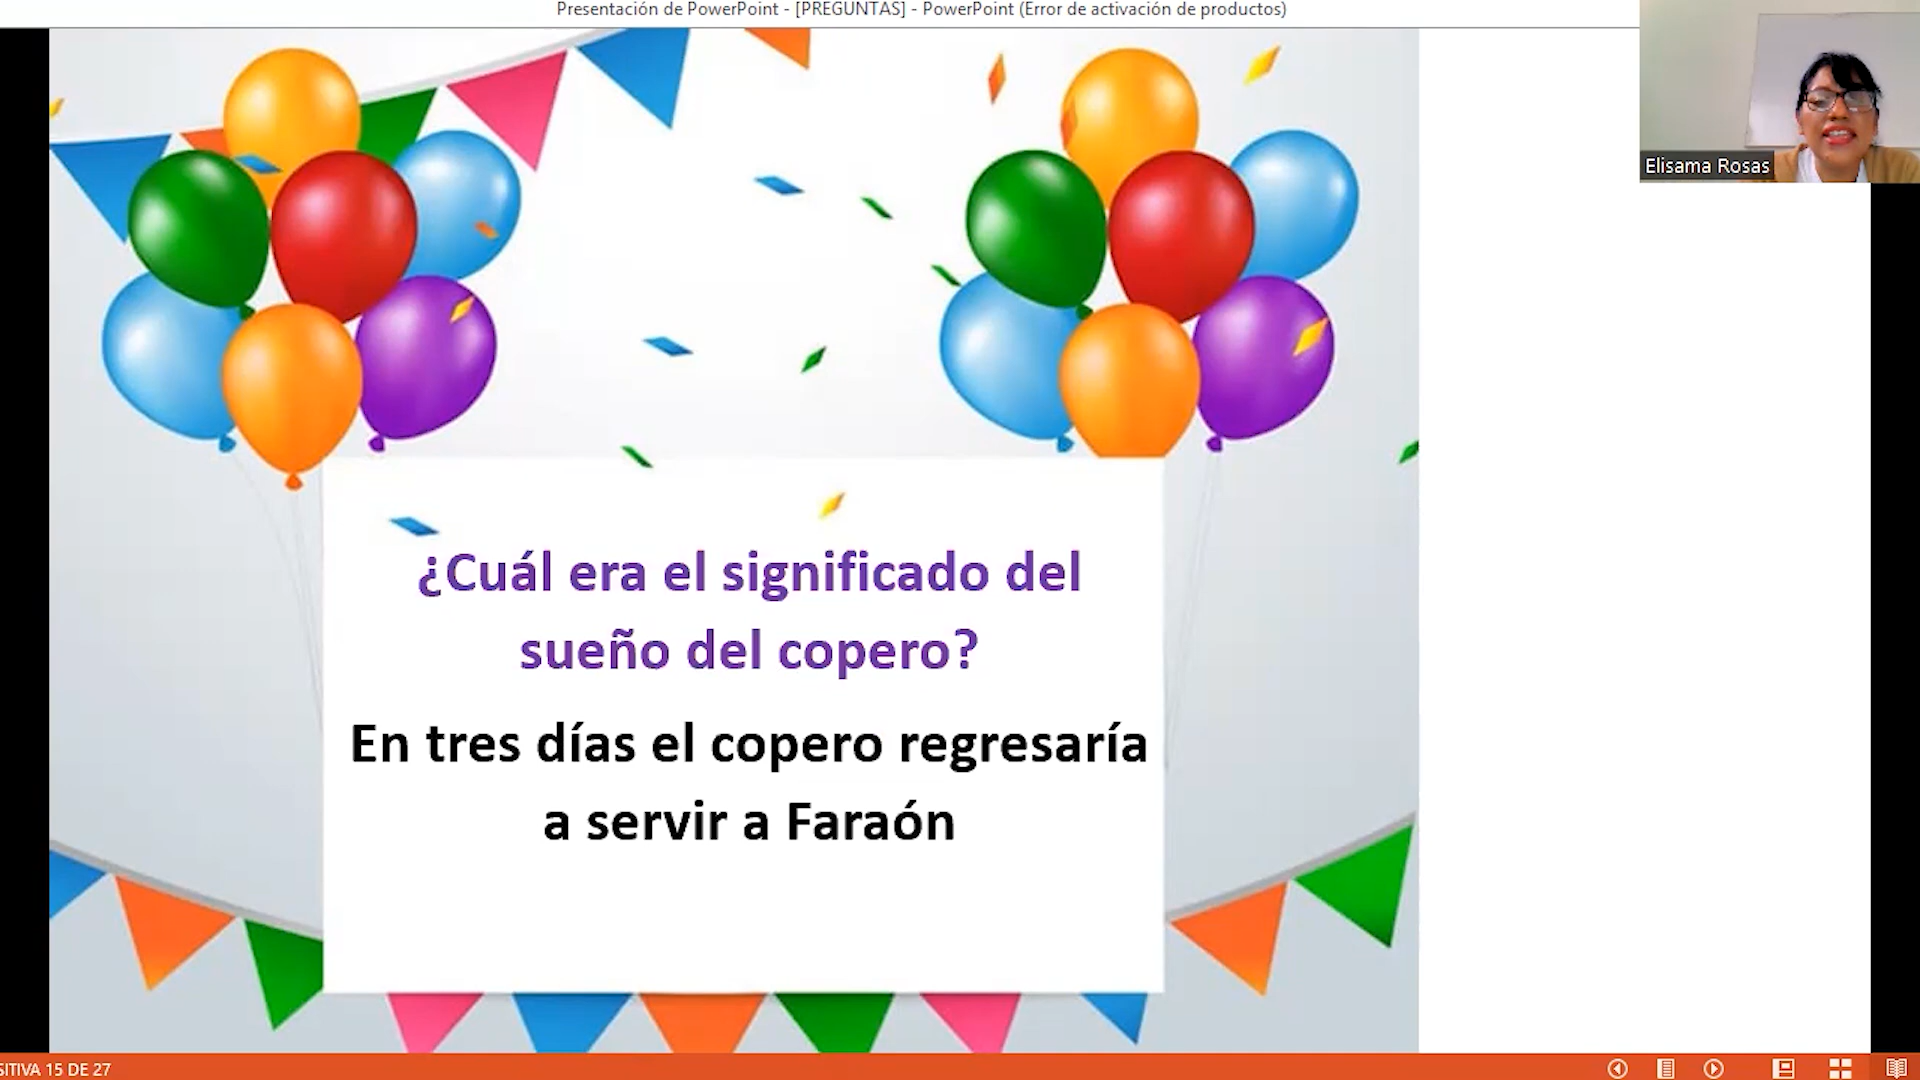 Presentación de PowerPoint - [PREGUNTAS] - PowerPoint (Error de activación de productos)
Elisama Rosas
¿Cuál era el significado del
sueño del copero?
En tres días el copero regresaría
a servir a Faraón
SITIVA 15 DE 27